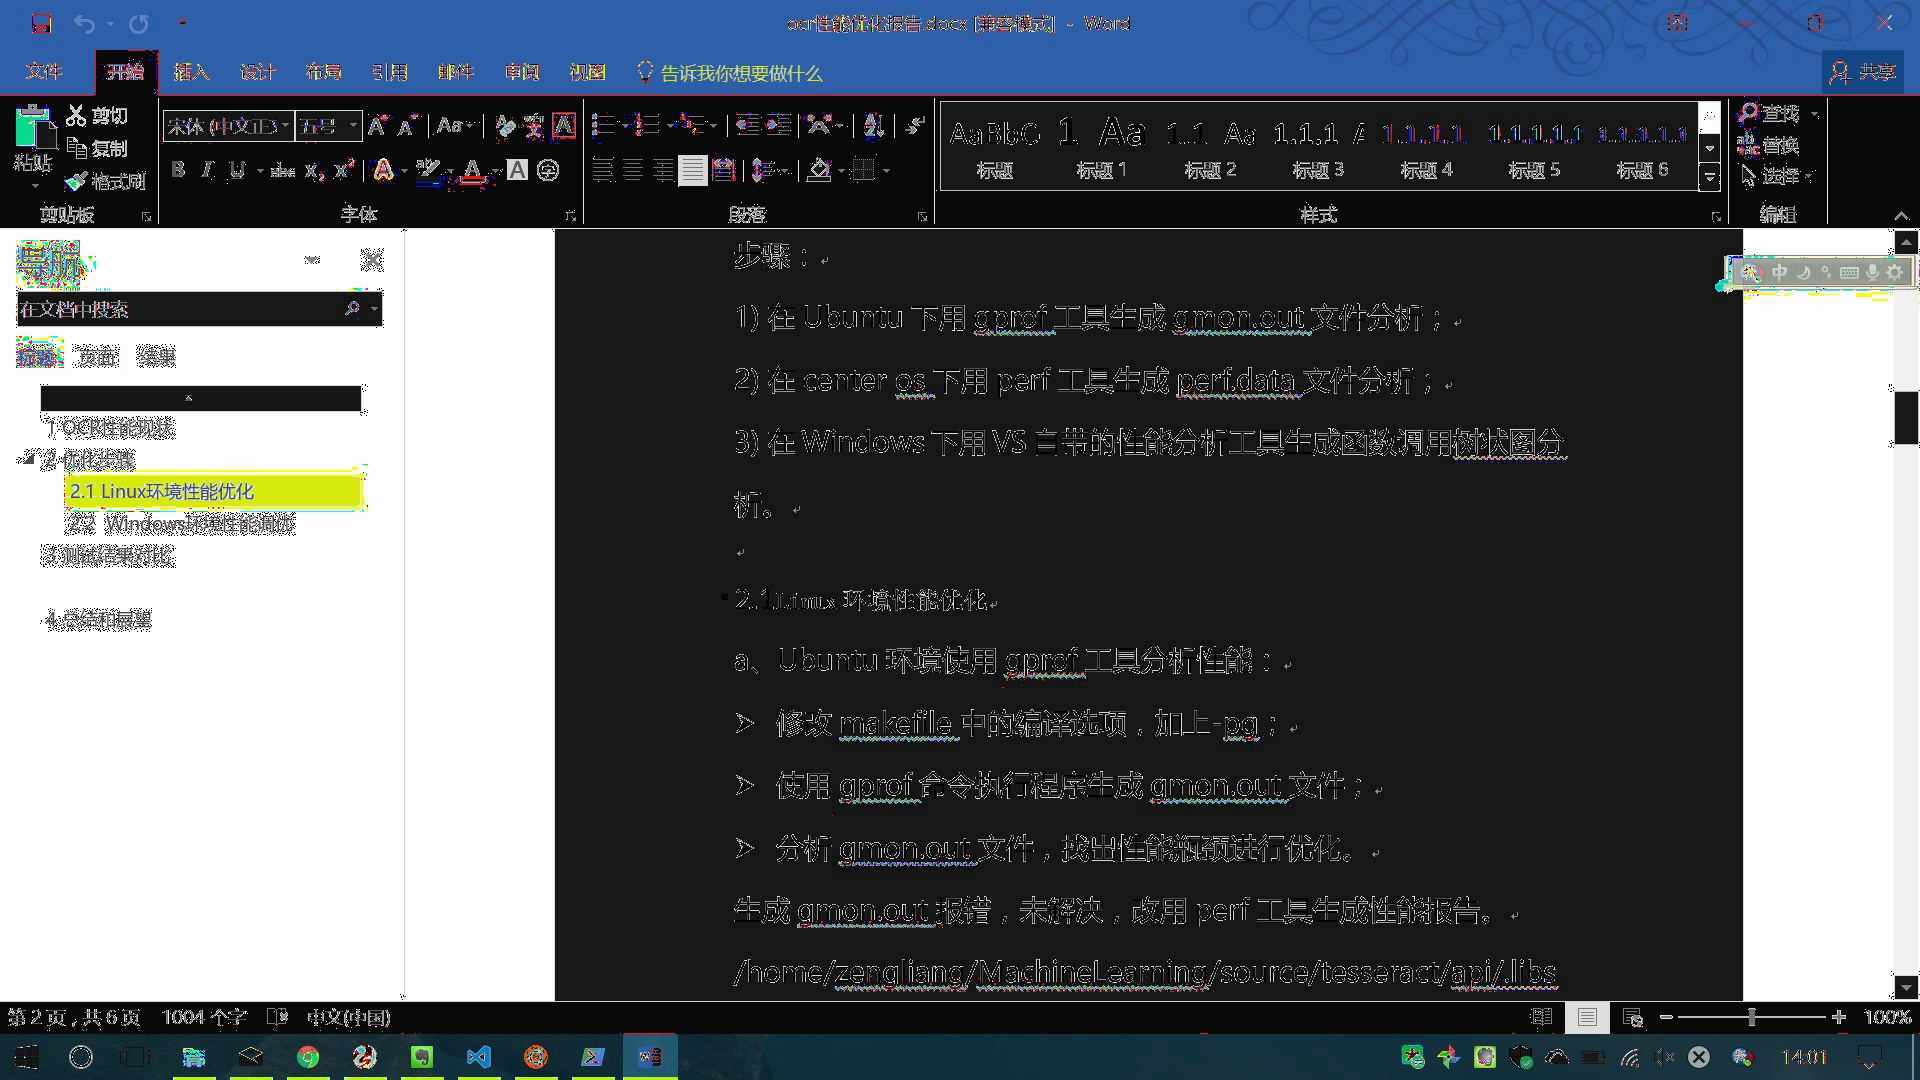 ocr性能优化报告.docx [兼容模式] - Word
文件 开始 插入 设计 布局 引用 邮件 审阅 视图 告诉我你想要做什么 共享
粘贴 剪切 复制 格式刷 剪贴板
宋体 (中文正) 五号 字体
段落
AaBbC 1 Aa 1.1 Aa 1.1.1 A 1.1.1.1 1.1.1.1.1 1.1.1.1.1
标题 标题 1 标题 2 标题 3 标题 4 标题 5 标题 6
样式
查找 替换 选择 编辑
导航
在文档中搜索
标题 页面 结果
1 OCR性能现状
2 优化步骤
2.1 Linux环境性能优化
2.2 Windows环境性能调优
3 测试结果对比
4 总结和展望
步骤：
1) 在 Ubuntu 下用 gprof 工具生成 gmon.out 文件分析；
2) 在 center os 下用 perf 工具生成 perf.data 文件分析；
3) 在 Windows 下用 VS 自带的性能分析工具生成函数调用树状图分
析。
2.1Linux 环境性能优化
a、Ubuntu 环境使用 gprof 工具分析性能：
➢ 修改 makefile 中的编译选项，加上-pg；
➢ 使用 gprof 命令执行程序生成 gmon.out 文件；
➢ 分析 gmon.out 文件，找出性能瓶颈进行优化。
生成 gmon.out 报错，未解决，改用 perf 工具生成性能报告。
/home/zengliang/MachineLearning/source/tesseract/api/.libs
中
第 2 页，共 6 页 1004 个字 中文(中国) 100%
14:01